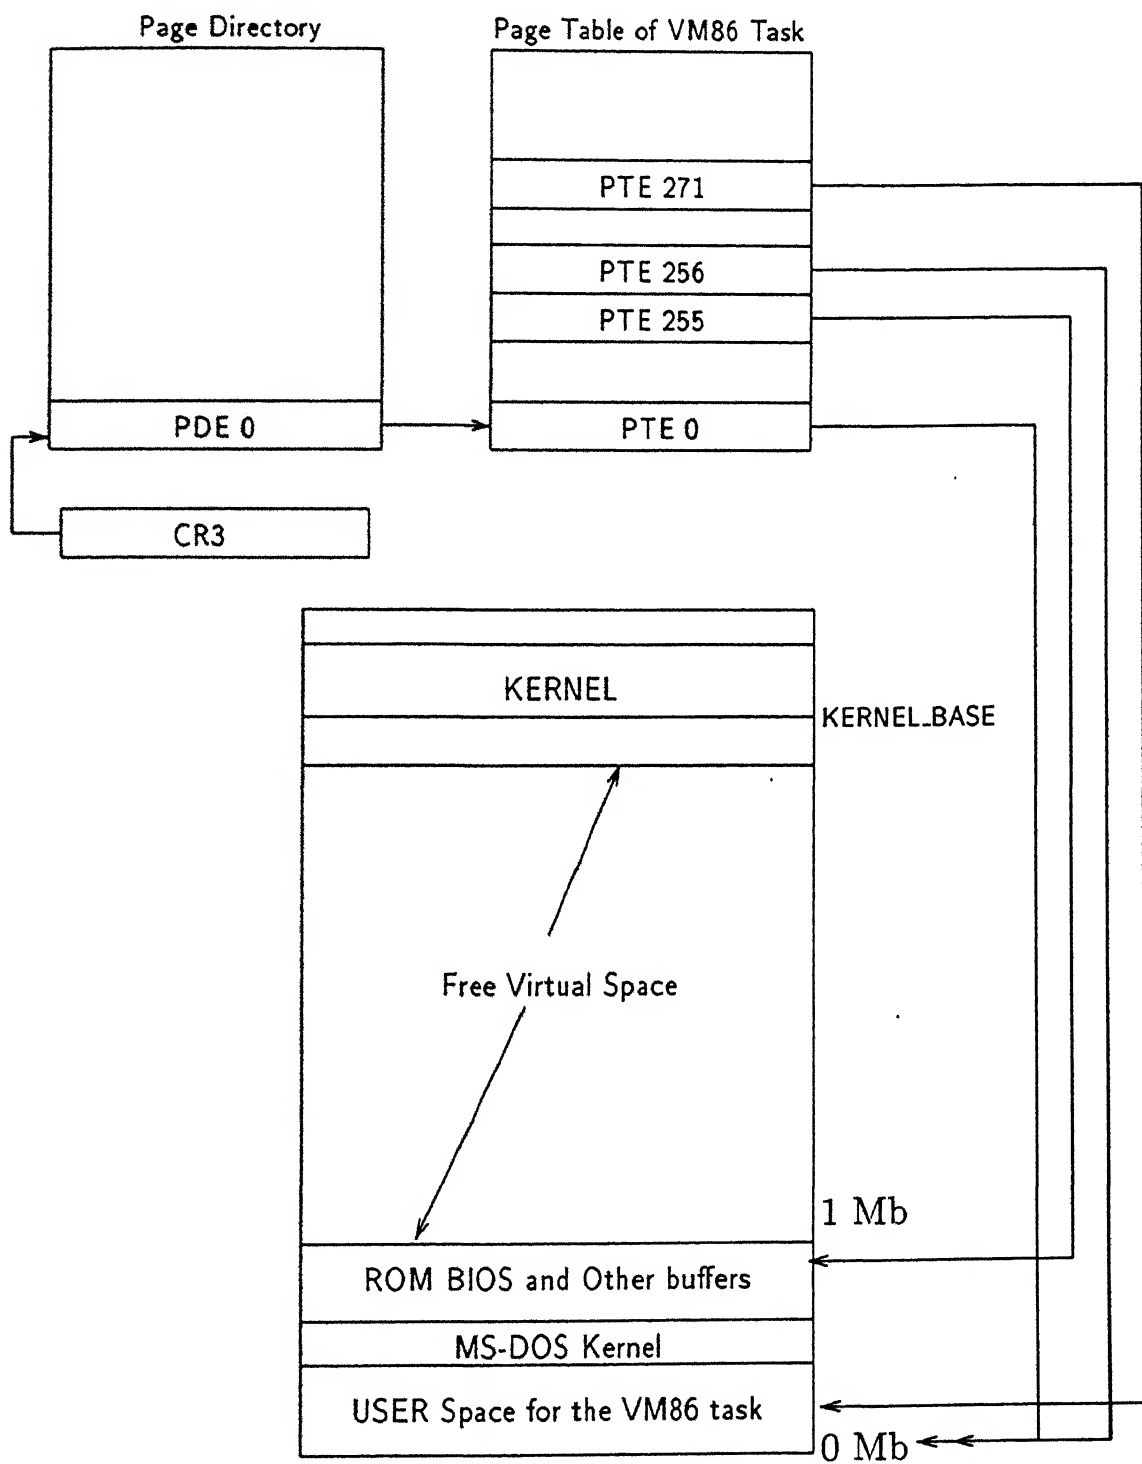 Page Directory
Page Table of VM86 Task
PTE 271
PTE 256
PTE 255
PDE 0
PTE 0
CR3
KERNEL
KERNEL_BASE
Free Virtual Space
1 Mb
ROM BIOS and Other buffers
MS-DOS Kernel
USER Space for the VM86 task
0 Mb